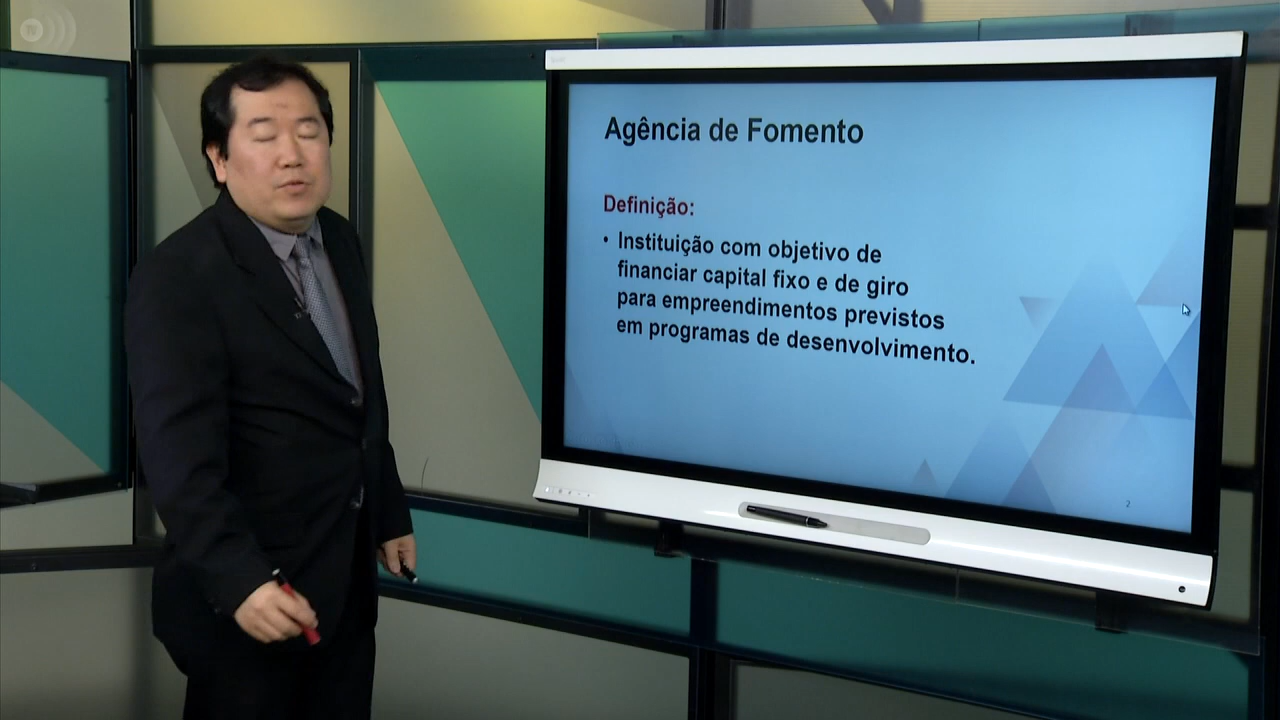 Agência de Fomento
Definição:
• Instituição com objetivo de
financiar capital fixo e de giro
para empreendimentos previstos
em programas de desenvolvimento.
2